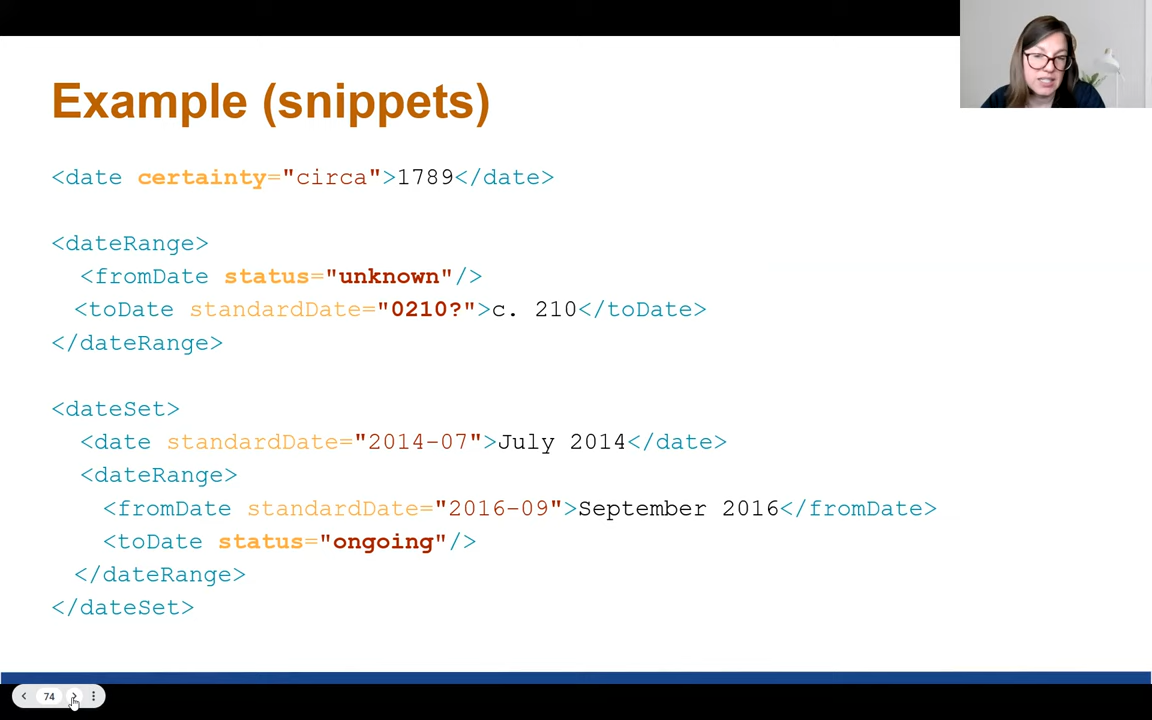 Example (snippets)
<date certainty="circa">1789</date>
<dateRange>
<fromDate status="unknown"/>
<toDate standardDate="0210?">c. 210</toDate>
</dateRange>
<dateSet>
<date standardDate="2014-07">July 2014</date>
<dateRange>
<fromDate standardDate="2016-09">September 2016</fromDate>
<toDate status="ongoing"/>
</dateRange>
</dateSet>
74